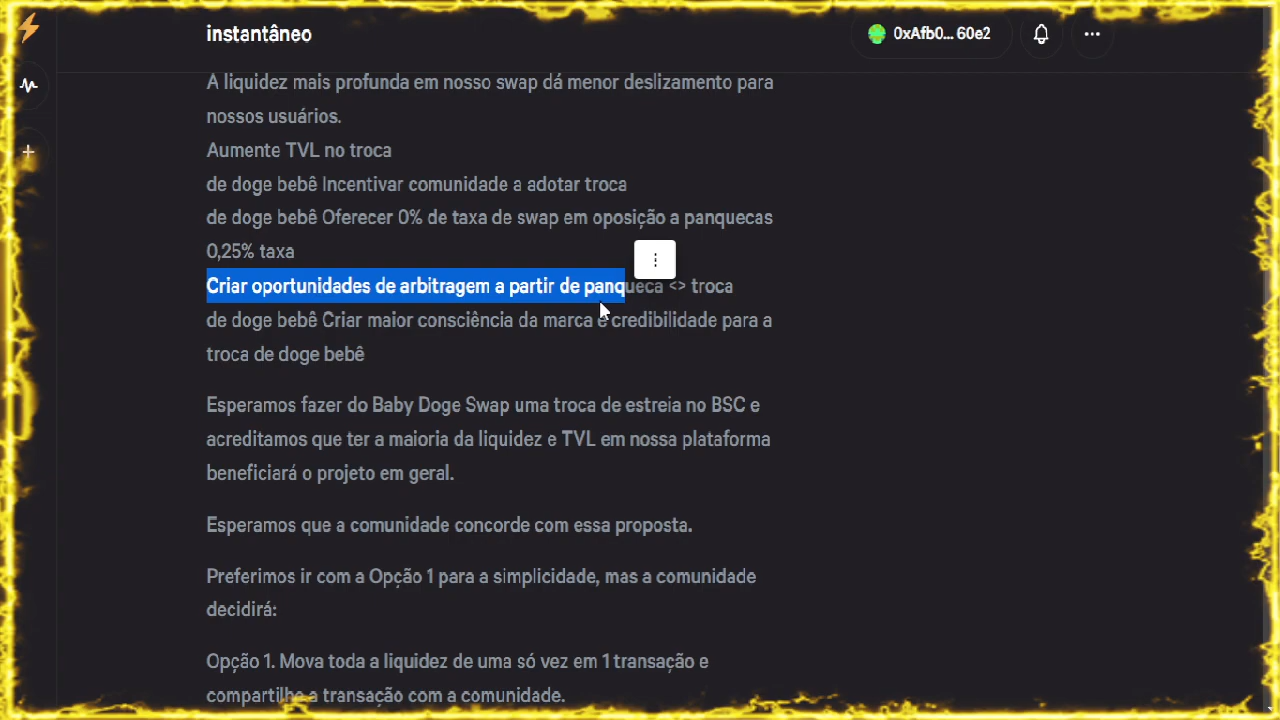 instantâneo
0xAfb0... 60e2
A liquidez mais profunda em nosso swap dá menor deslizamento para
nossos usuários.
Aumente TVL no troca
de doge bebê Incentivar comunidade a adotar troca
de doge bebê Oferecer 0% de taxa de swap em oposição a panquecas
0,25% taxa
Criar oportunidades de arbitragem a partir de panqueca <> troca
de doge bebê Criar maior consciência da marca e credibilidade para a
troca de doge bebê
Esperamos fazer do Baby Doge Swap uma troca de estreia no BSC e
acreditamos que ter a maioria da liquidez e TVL em nossa plataforma
beneficiará o projeto em geral.
Esperamos que a comunidade concorde com essa proposta.
Preferimos ir com a Opção 1 para a simplicidade, mas a comunidade
decidirá:
Opção 1. Mova toda a liquidez de uma só vez em 1 transação e
compartilhe a transação com a comunidade.